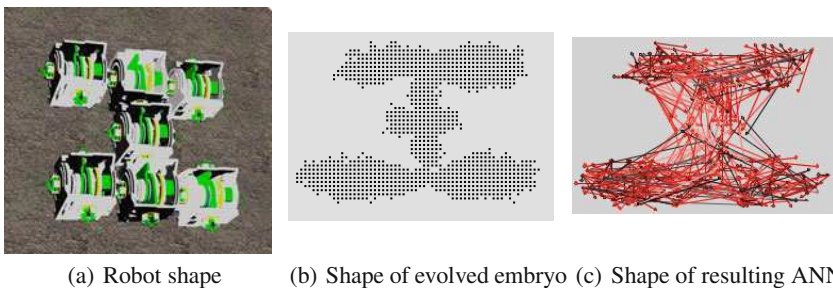 (a) Robot shape (b) Shape of evolved embryo (c) Shape of resulting ANN